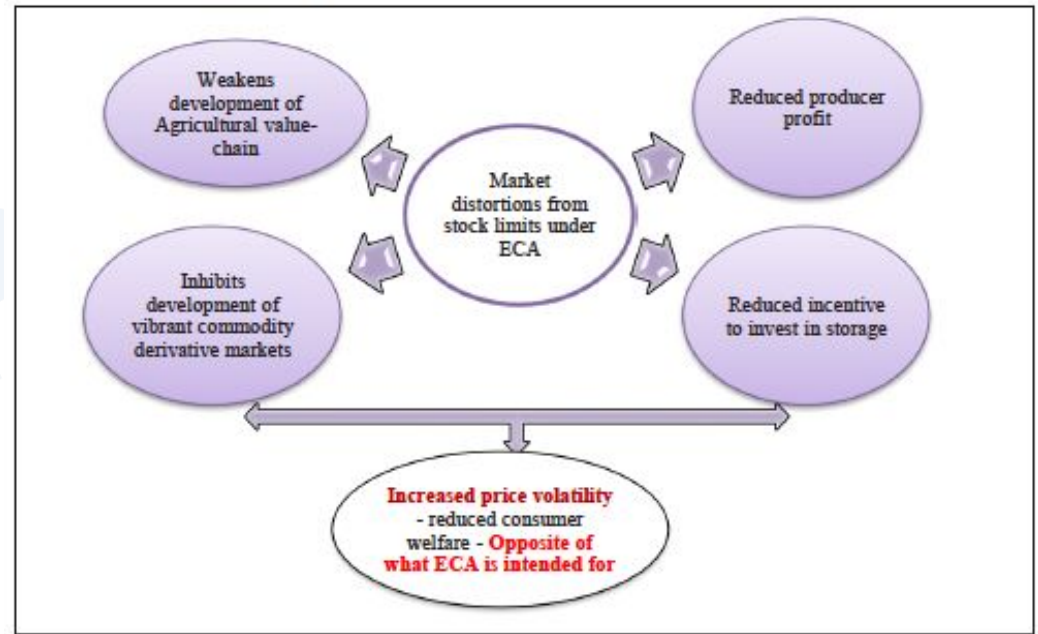 Weakens
development of
Agricultural value-
chain
Reduced producer
profit
Market
distortions from
stock limits under
ECA
Inhibits
development of
vibrant commodity
derivative markets
Reduced incentive
to invest in storage
Increased price volatility
- reduced consumer
welfare - Opposite of
what ECA is intended for